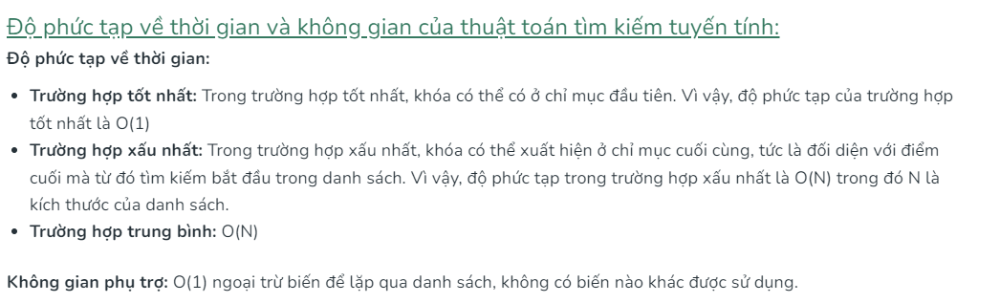 Độ phức tạp về thời gian và không gian của thuật toán tìm kiếm tuyến tính:
Độ phức tạp về thời gian:
• Trường hợp tốt nhất: Trong trường hợp tốt nhất, khóa có thể có ở chỉ mục đầu tiên. Vì vậy, độ phức tạp của trường hợp
tốt nhất là O(1)
• Trường hợp xấu nhất: Trong trường hợp xấu nhất, khóa có thể xuất hiện ở chỉ mục cuối cùng, tức là đối diện với điểm
cuối mà từ đó tìm kiếm bắt đầu trong danh sách. Vì vậy, độ phức tạp trong trường hợp xấu nhất là O(N) trong đó N là
kích thước của danh sách.
• Trường hợp trung bình: O(N)
Không gian phụ trợ: O(1) ngoại trừ biến để lặp qua danh sách, không có biến nào khác được sử dụng.